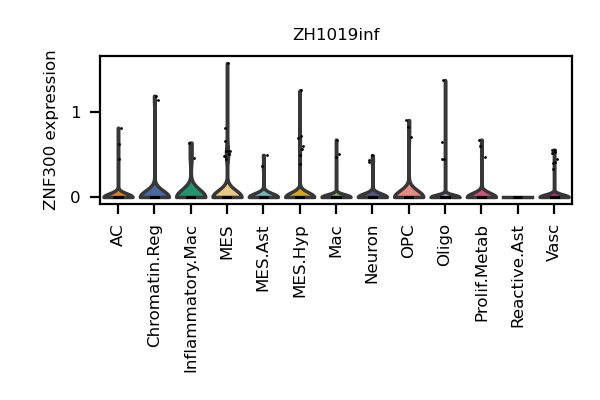 ZH1019inf
ZNF300 expression
1
0
AC
Chromatin.Reg
Inflammatory.Mac
MES
MES.Ast
MES.Hyp
Mac
Neuron
OPC
Oligo
Prolif.Metab
Reactive.Ast
Vasc